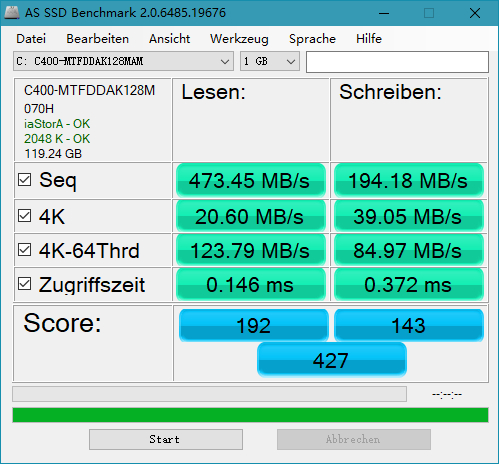 AS SSD Benchmark 2.0.6485.19676
Datei Bearbeiten Ansicht Werkzeug Sprache Hilfe
C: C400-MTFDDAK128MAM 1 GB
C400-MTFDDAK128M
070H
iaStorA - OK
2048 K - OK
119.24 GB
Lesen: Schreiben:
Seq 473.45 MB/s 194.18 MB/s
4K 20.60 MB/s 39.05 MB/s
4K-64Thrd 123.79 MB/s 84.97 MB/s
Zugriffszeit 0.146 ms 0.372 ms
Score: 192 143
427
--:--:--
Start Abbrechen